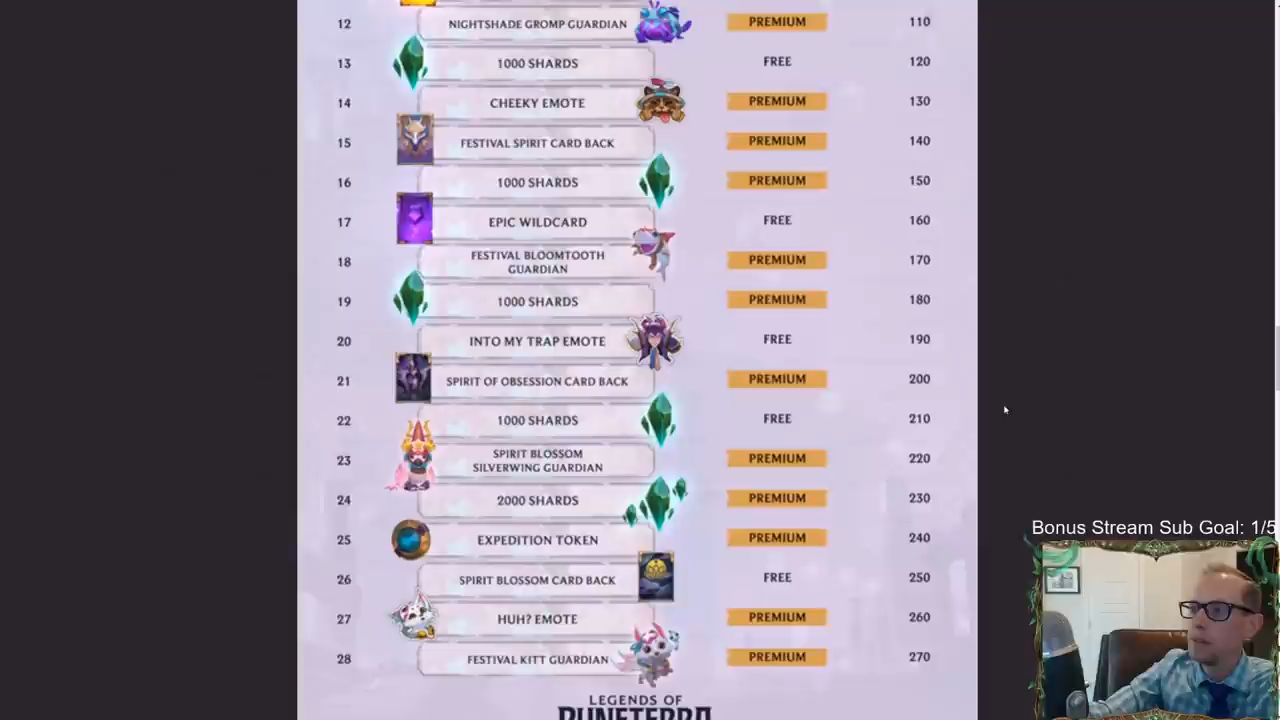 12 NIGHTSHADE GROMP GUARDIAN PREMIUM 110
13 1000 SHARDS FREE 120
14 CHEEKY EMOTE PREMIUM 130
15 FESTIVAL SPIRIT CARD BACK PREMIUM 140
16 1000 SHARDS PREMIUM 150
17 EPIC WILDCARD FREE 160
18 FESTIVAL BLOOMTOOTH
GUARDIAN PREMIUM 170
19 1000 SHARDS PREMIUM 180
20 INTO MY TRAP EMOTE FREE 190
21 SPIRIT OF OBSESSION CARD BACK PREMIUM 200
22 1000 SHARDS FREE 210
23 SPIRIT BLOSSOM
SILVERWING GUARDIAN PREMIUM 220
24 2000 SHARDS PREMIUM 230
25 EXPEDITION TOKEN PREMIUM 240
26 SPIRIT BLOSSOM CARD BACK FREE 250
27 HUH? EMOTE PREMIUM 260
28 FESTIVAL KITT GUARDIAN PREMIUM 270
LEGENDS OF
RUNETERRA
Bonus Stream Sub Goal: 1/5